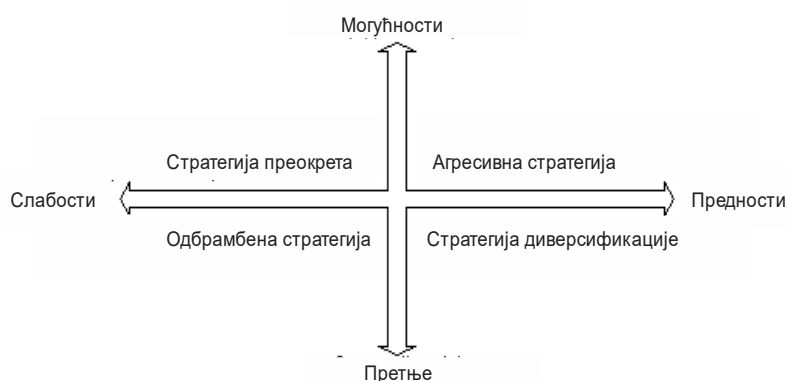 Могућности
Стратегија преокрета
Агресивна стратегија
Слабости
Предности
Одбрамбена стратегија
Стратегија диверсификације
Претње